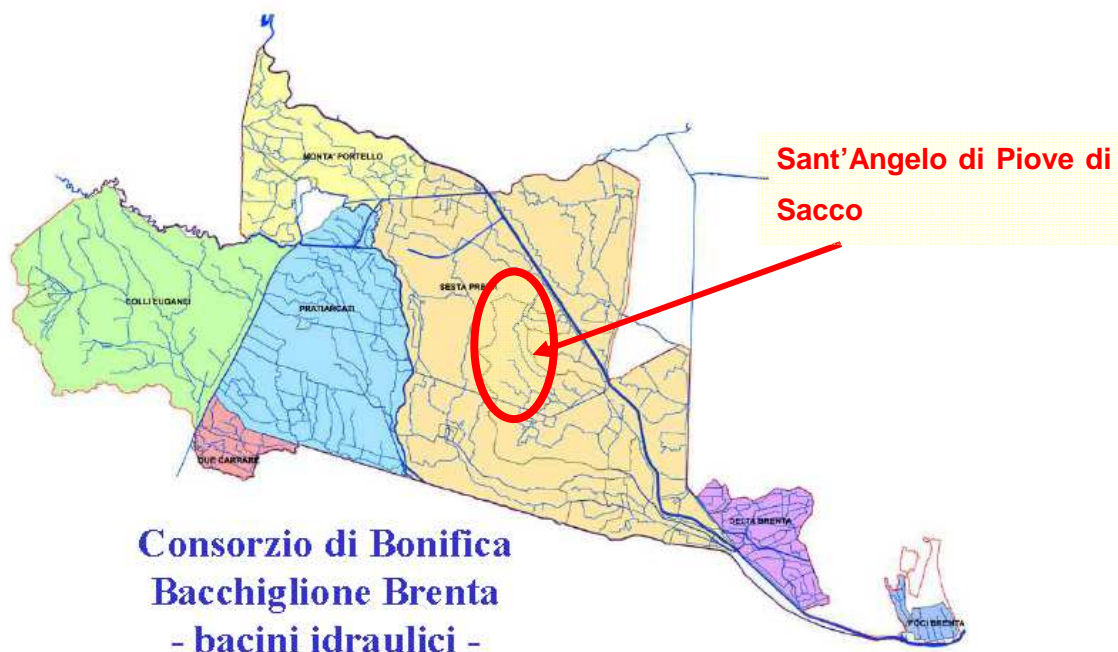 MONTA' PORTELLO
Sant'Angelo di Piove di
Sacco
SESTA PRESA
COLLI EUGANEI
PRATIARCATI
DUE CARRARE
DELTA BRENTA
Consorzio di Bonifica
Bacchiglione Brenta
- bacini idraulici -
FOCI BRENTA